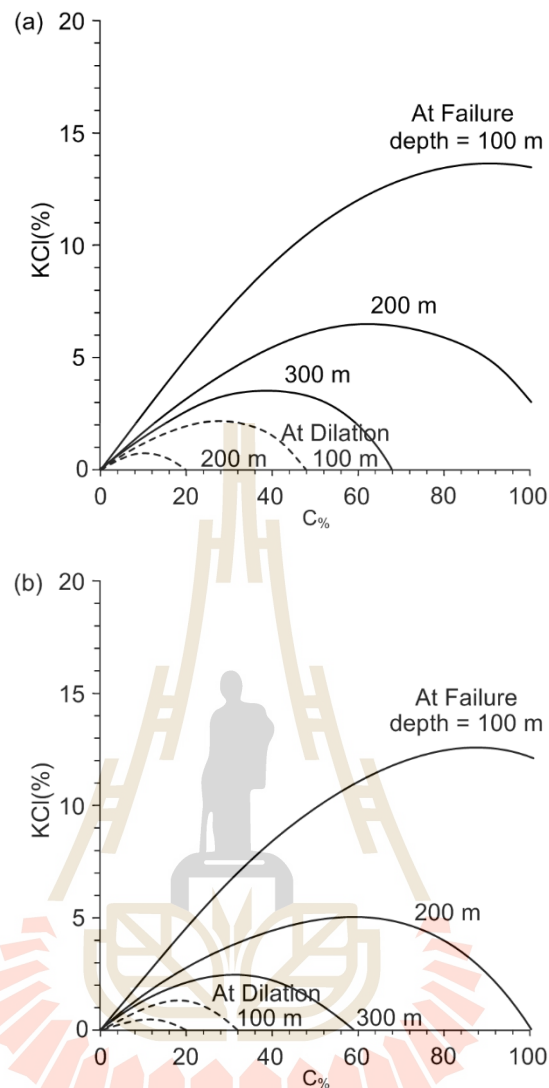 (a)
20
15
10
5
0
KCl(%)
At Failure
depth = 100 m
200 m
300 m
At Dilation
200 m
100 m
0 20 40 60 80 100
C%
(b)
20
15
10
5
0
KCl(%)
At Failure
depth = 100 m
200 m
At Dilation
100 m
300 m
0 20 40 60 80 100
C%